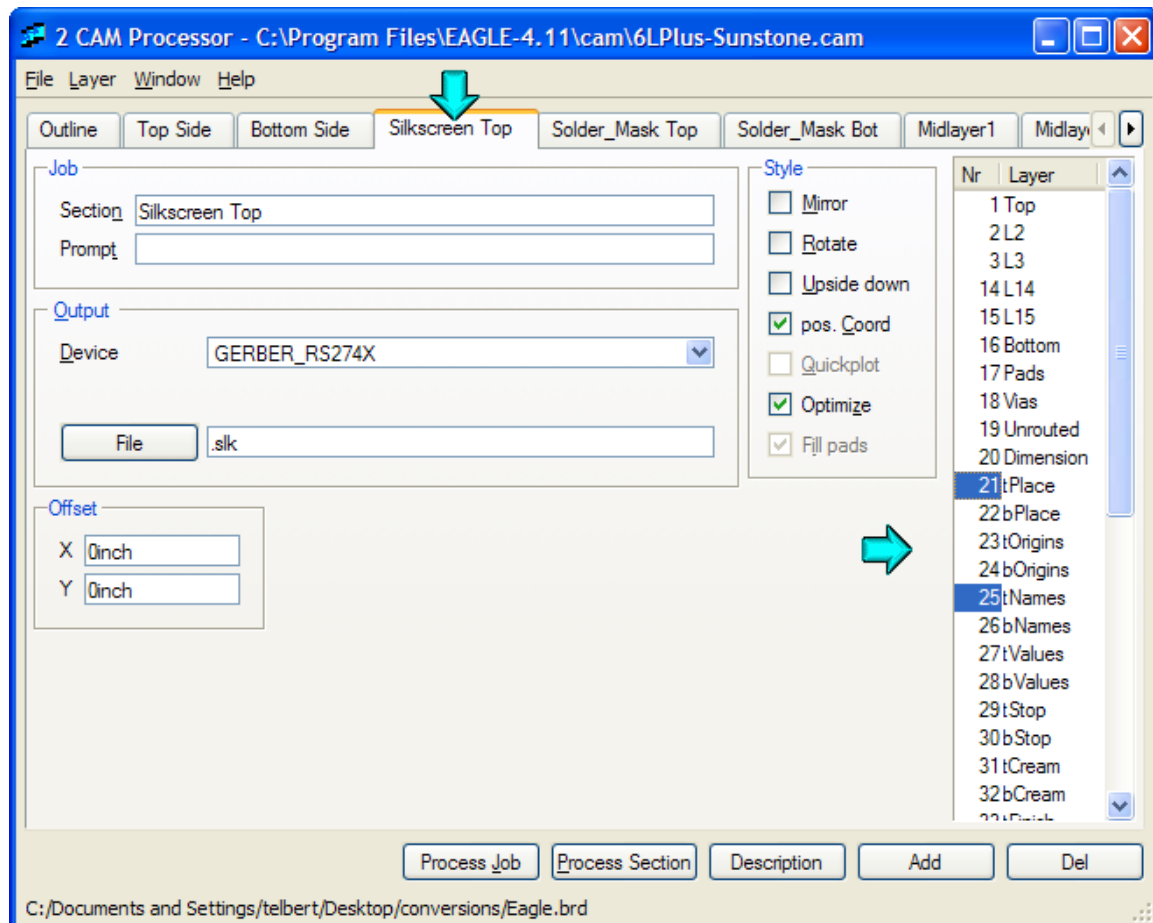 2 CAM Processor - C:\Program Files\EAGLE-4.11\cam\6LPlus-Sunstone.cam
File Layer Window Help
Outline Top Side Bottom Side Silkscreen Top Solder_Mask Top Solder_Mask Bot Midlayer1 Midlay
Job
Section Silkscreen Top
Prompt
Output
Device GERBER_RS274X
File .slk
Offset
X 0inch
Y 0inch
Style
Mirror
Rotate
Upside down
pos. Coord
Quickplot
Optimize
Fill pads
Nr Layer
1 Top
2 L2
3 L3
14 L14
15 L15
16 Bottom
17 Pads
18 Vias
19 Unrouted
20 Dimension
21 tPlace
22 bPlace
23 tOrigins
24 bOrigins
25 tNames
26 bNames
27 tValues
28 bValues
29 tStop
30 bStop
31 tCream
32 bCream
Process Job Process Section Description Add Del
C:/Documents and Settings/telbert/Desktop/conversions/Eagle.brd